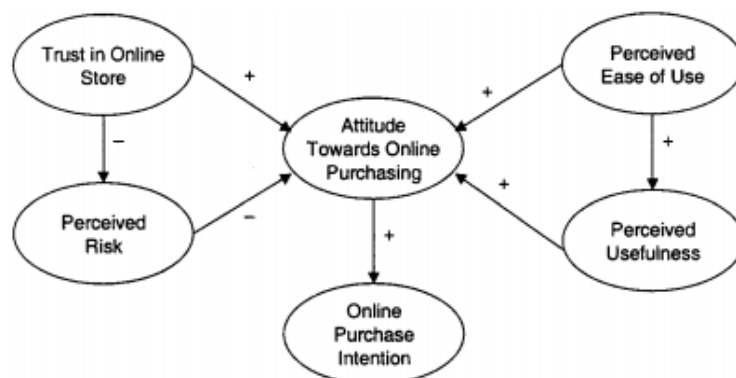 Trust in Online
Store
+
Perceived
Ease of Use
+
–
Attitude
Towards Online
Purchasing
+
Perceived
Risk
–
+
Perceived
Usefulness
+
Online
Purchase
Intention